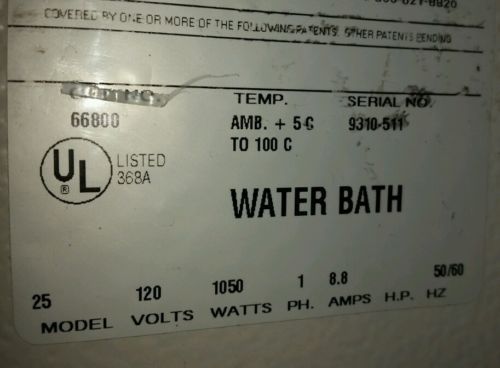 COVERED BY ONE OR MORE OF THE FOLLOWING PATENTS. OTHER PATENTS PENDING
TEMP. SERIAL NO.
66800 AMB. + 5 C 9310-511
TO 100 C
UL
®
LISTED
368A
WATER BATH
25 120 1050 1 8.8 50/60
MODEL VOLTS WATTS PH. AMPS H.P. HZ